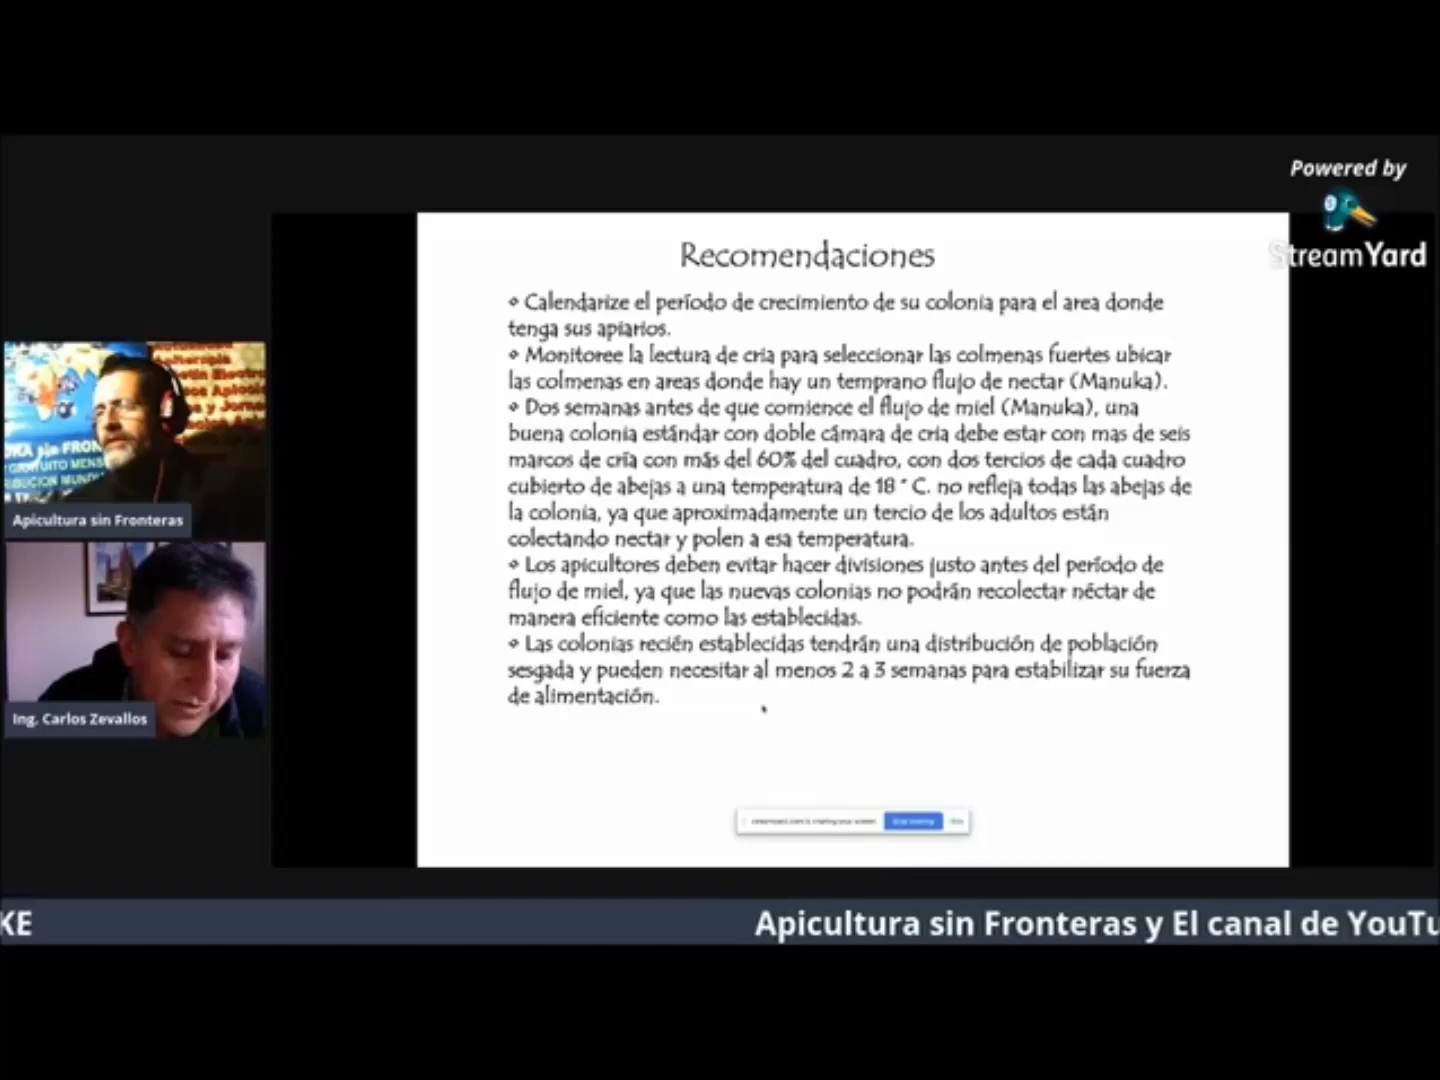 Powered by
StreamYard
Recomendaciones
• Calendarize el período de crecimiento de su colonia para el area donde
tenga sus apiarios.
• Monitoree la lectura de cria para seleccionar las colmenas fuertes ubicar
las colmenas en areas donde hay un temprano flujo de nectar (Manuka).
• Dos semanas antes de que comience el flujo de miel (Manuka), una
buena colonia estándar con doble cámara de cria debe estar con mas de seis
marcos de cría con más del 60% del cuadro, con dos tercios de cada cuadro
cubierto de abejas a una temperatura de 18 ° C. no refleja todas las abejas de
la colonia, ya que aproximadamente un tercio de los adultos están
colectando nectar y polen a esa temperatura.
• Los apicultores deben evitar hacer divisiones justo antes del período de
flujo de miel, ya que las nuevas colonias no podrán recolectar néctar de
manera eficiente como las establecidas.
• Las colonias recién establecidas tendrán una distribución de población
sesgada y pueden necesitar al menos 2 a 3 semanas para estabilizar su fuerza
de alimentación.
Apicultura sin Fronteras
Ing. Carlos Zevallos
KE
Apicultura sin Fronteras y El canal de YouTu